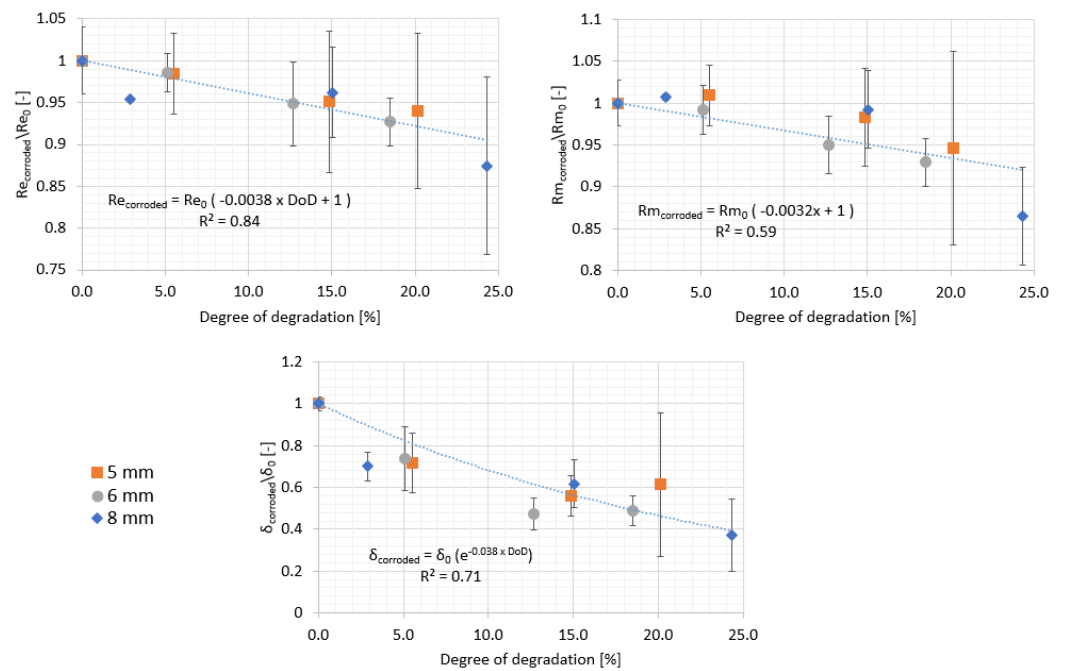 1.05
1
0.95
0.9
0.85
0.8
0.75
Re_corroded\Re_0 [-]
Re_corroded = Re_0 ( -0.0038 x DoD + 1 )
R² = 0.84
0.0 5.0 10.0 15.0 20.0 25.0
Degree of degradation [%]
1.1
1.05
1
0.95
0.9
0.85
0.8
Rm_corroded\Rm_0 [-]
Rm_corroded = Rm_0 ( -0.0032x + 1 )
R² = 0.59
0.0 5.0 10.0 15.0 20.0 25.0
Degree of degradation [%]
5 mm
6 mm
8 mm
1.2
1
0.8
0.6
0.4
0.2
0
δ_corroded\δ_0 [-]
δ_corroded = δ_0 (e^-0.038 x DoD)
R² = 0.71
0.0 5.0 10.0 15.0 20.0 25.0
Degree of degradation [%]